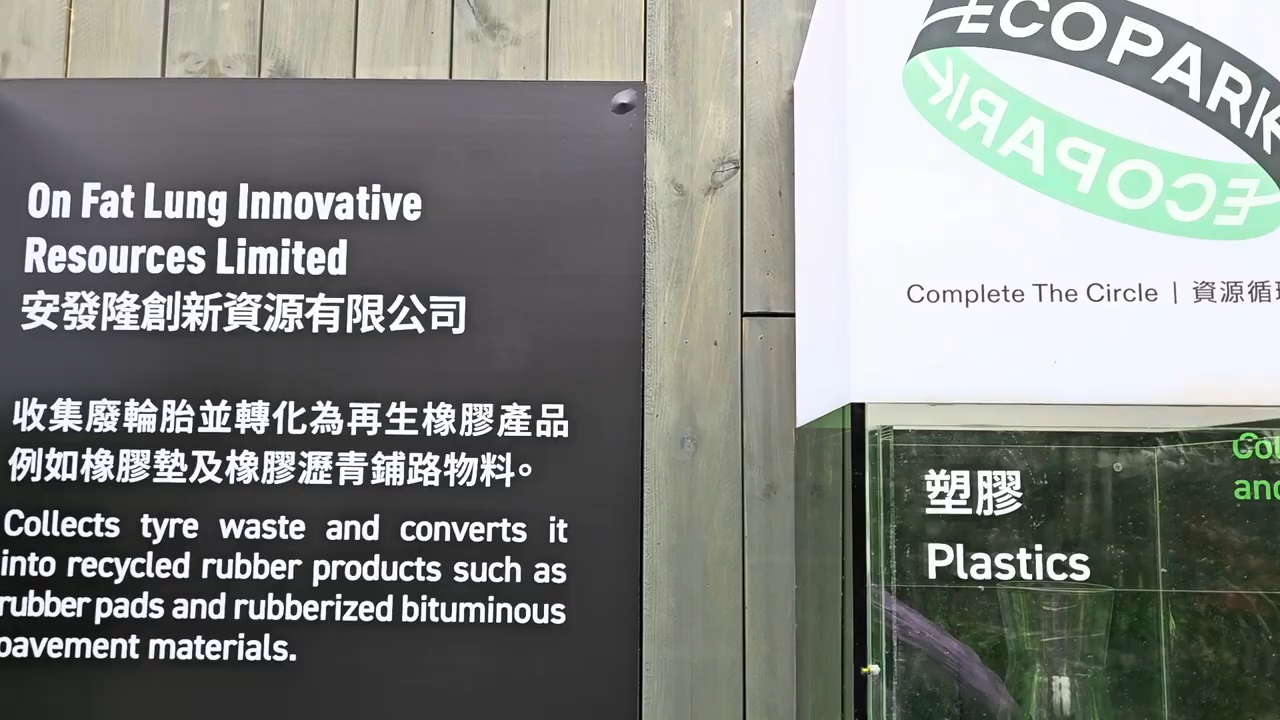 On Fat Lung Innovative
Resources Limited
安發隆創新資源有限公司
收集廢輪胎並轉化為再生橡膠產品
例如橡膠墊及橡膠瀝青鋪路物料。
Collects tyre waste and converts it
into recycled rubber products such as
rubber pads and rubberized bituminous
pavement materials.
ECOPARK
ECOPARK
Complete The Circle | 資源循環
塑膠
Plastics
and